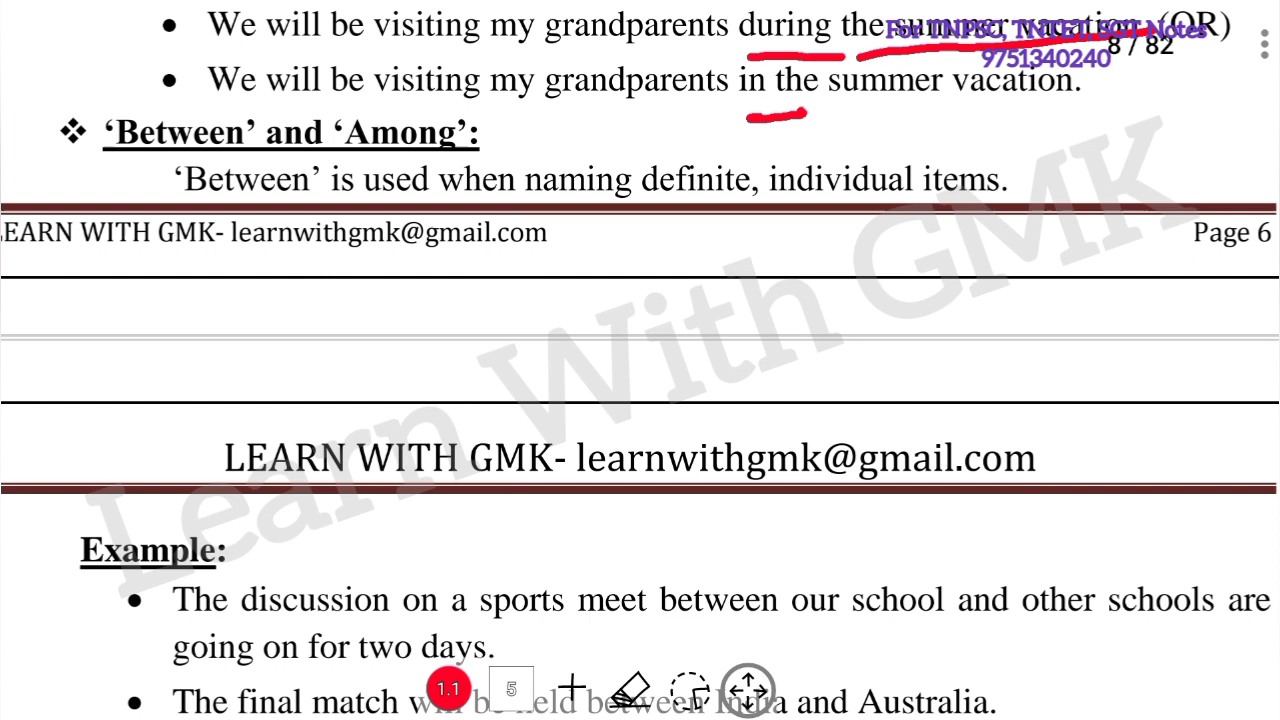 • We will be visiting my grandparents during the summer vacation. (OR)
For TNPSC, TNTET, SGT Notes
9751340240
8 / 82
• We will be visiting my grandparents in the summer vacation.
❖ ‘Between’ and ‘Among’:
‘Between’ is used when naming definite, individual items.
EARN WITH GMK- learnwithgmk@gmail.com
Page 6
Learn With GMK
LEARN WITH GMK- learnwithgmk@gmail.com
Example:
• The discussion on a sports meet between our school and other schools are
going on for two days.
1.1
5
• The final match will be held between India and Australia.